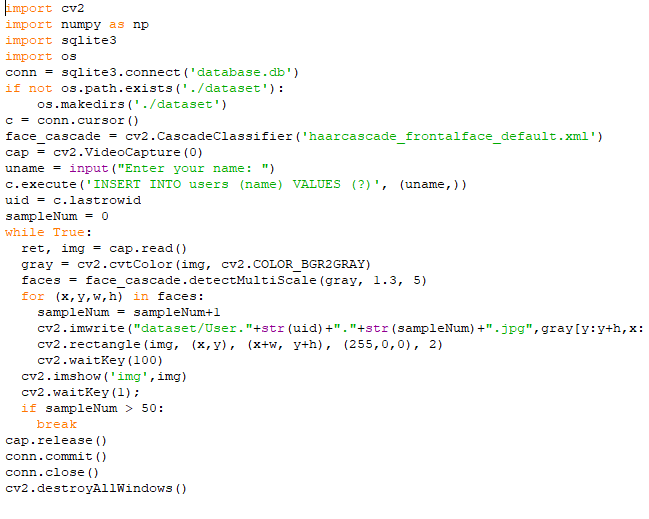 import cv2
import numpy as np
import sqlite3
import os
conn = sqlite3.connect('database.db')
if not os.path.exists('./dataset'):
    os.makedirs('./dataset')
c = conn.cursor()
face_cascade = cv2.CascadeClassifier('haarcascade_frontalface_default.xml')
cap = cv2.VideoCapture(0)
uname = input("Enter your name: ")
c.execute('INSERT INTO users (name) VALUES (?)', (uname,))
uid = c.lastrowid
sampleNum = 0
while True:
  ret, img = cap.read()
  gray = cv2.cvtColor(img, cv2.COLOR_BGR2GRAY)
  faces = face_cascade.detectMultiScale(gray, 1.3, 5)
  for (x,y,w,h) in faces:
    sampleNum = sampleNum+1
    cv2.imwrite("dataset/User."+str(uid)+"."+str(sampleNum)+".jpg",gray[y:y+h,x:
    cv2.rectangle(img, (x,y), (x+w, y+h), (255,0,0), 2)
    cv2.waitKey(100)
  cv2.imshow('img',img)
  cv2.waitKey(1);
  if sampleNum > 50:
    break
cap.release()
conn.commit()
conn.close()
cv2.destroyAllWindows()